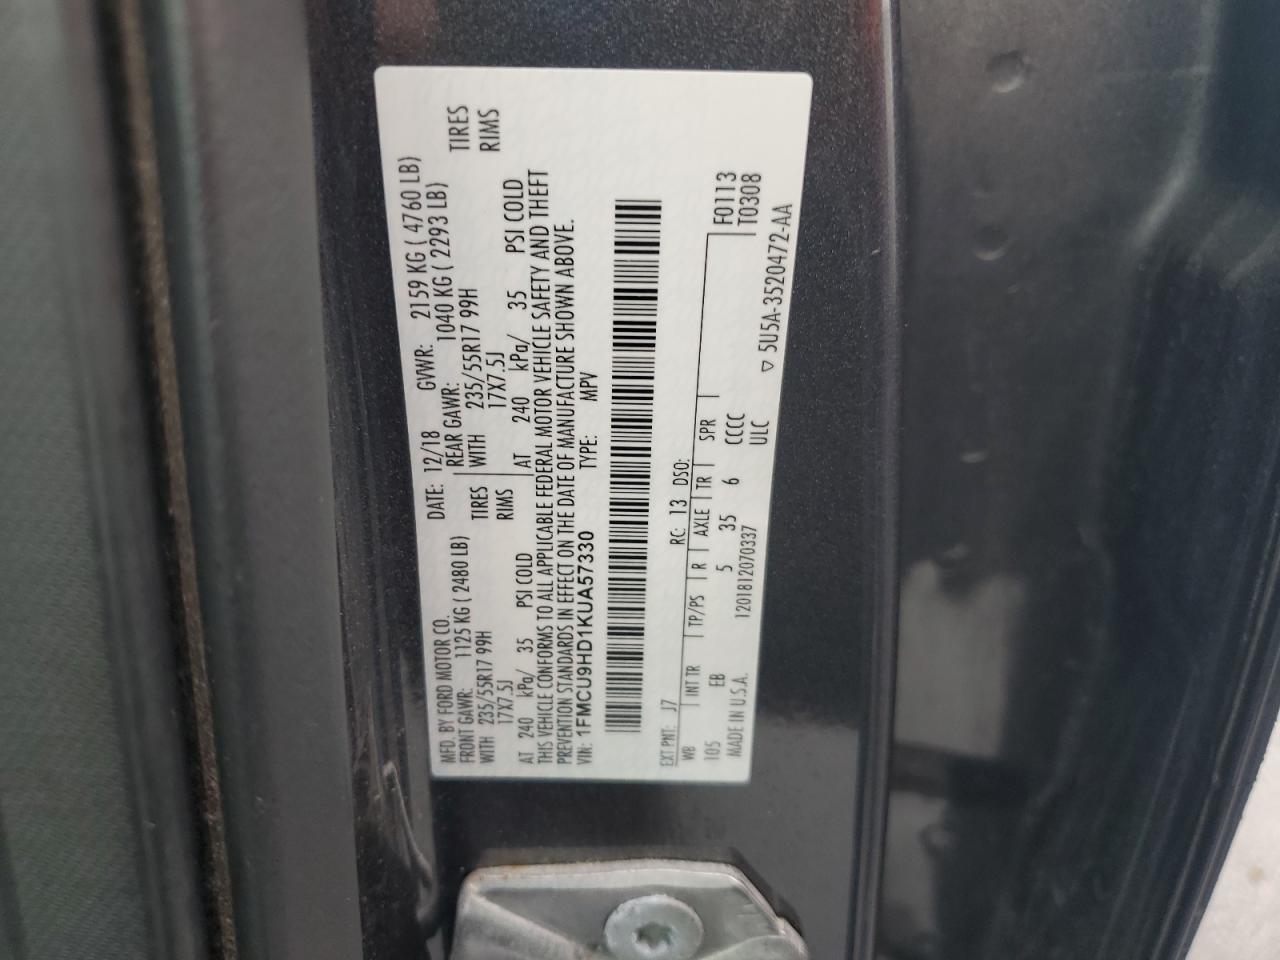 MFD. BY FORD MOTOR CO.
DATE: 12/18 GVWR: 2159 KG ( 4760 LB)
FRONT GAWR: 1125 KG ( 2480 LB) REAR GAWR: 1040 KG ( 2293 LB)
WITH 235/55R17 99H TIRES WITH 235/55R17 99H TIRES
17X7.5J RIMS 17X7.5J RIMS
AT 240 kPa/ 35 PSI COLD AT 240 kPa/ 35 PSI COLD
THIS VEHICLE CONFORMS TO ALL APPLICABLE FEDERAL MOTOR VEHICLE SAFETY AND THEFT
PREVENTION STANDARDS IN EFFECT ON THE DATE OF MANUFACTURE SHOWN ABOVE.
VIN: 1FMCU9HD1KUA57330 TYPE: MPV
EXT PNT: J7 RC: 13 DSO:
WB INT TR TP/PS R AXLE TR SPR F0113
105 EB 5 35 6 CCCC T0308
MADE IN U.S.A. 1201812070337 ULC
▽ 5U5A-3520472-AA